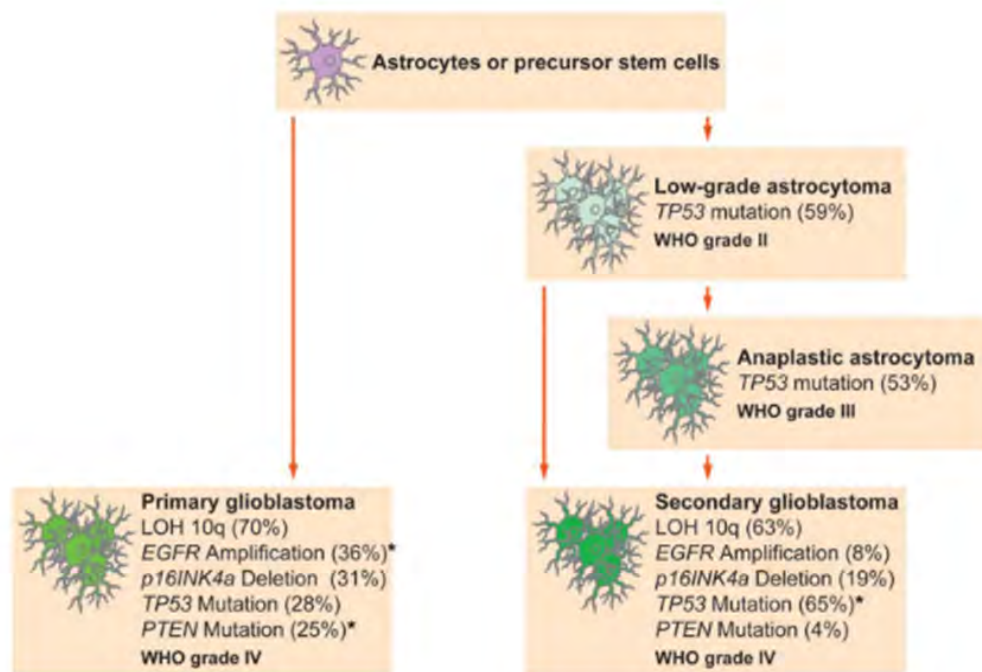 Astrocytes or precursor stem cells
Low-grade astrocytoma
TP53 mutation (59%)
WHO grade II
Anaplastic astrocytoma
TP53 mutation (53%)
WHO grade III
Primary glioblastoma
LOH 10q (70%)
EGFR Amplification (36%)*
p16INK4a Deletion (31%)
TP53 Mutation (28%)
PTEN Mutation (25%)*
WHO grade IV
Secondary glioblastoma
LOH 10q (63%)
EGFR Amplification (8%)
p16INK4a Deletion (19%)
TP53 Mutation (65%)*
PTEN Mutation (4%)
WHO grade IV